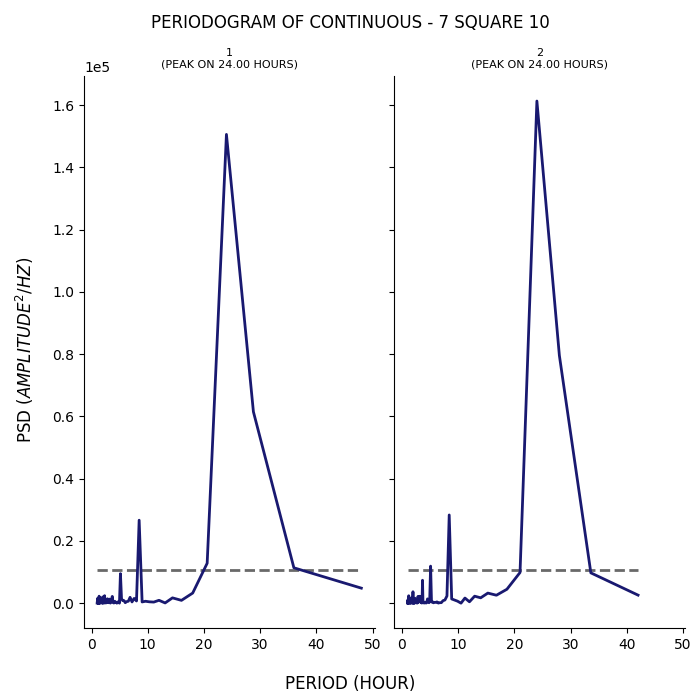 PERIODOGRAM OF CONTINUOUS - 7 SQUARE 10
1
(PEAK ON 24.00 HOURS)
2
(PEAK ON 24.00 HOURS)
1e5
1.6
1.4
1.2
1.0
0.8
0.6
0.4
0.2
0.0
PSD (AMPLITUDE²/HZ)
0 10 20 30 40 50
0 10 20 30 40 50
PERIOD (HOUR)